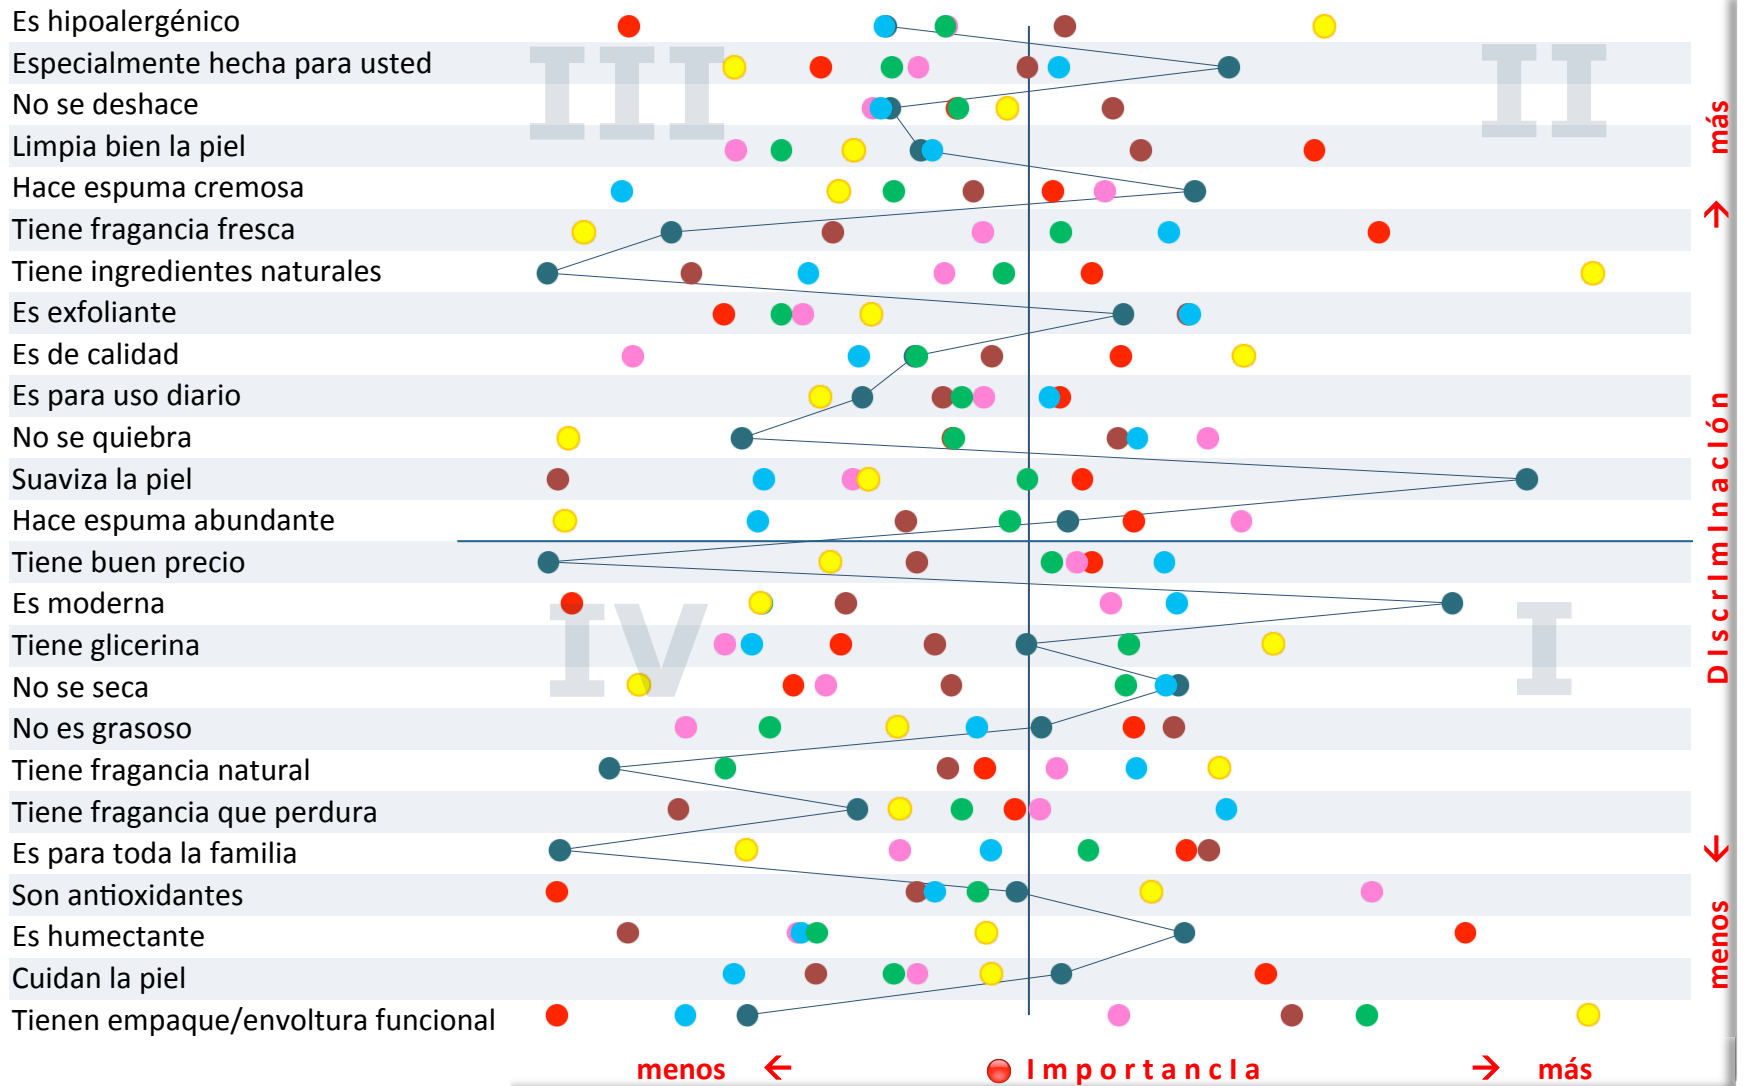 Es hipoalergénico
Especialmente hecha para usted
No se deshace
Limpia bien la piel
Hace espuma cremosa
Tiene fragancia fresca
Tiene ingredientes naturales
Es exfoliante
Es de calidad
Es para uso diario
No se quiebra
Suaviza la piel
Hace espuma abundante
Tiene buen precio
Es moderna
Tiene glicerina
No se seca
No es grasoso
Tiene fragancia natural
Tiene fragancia que perdura
Es para toda la familia
Son antioxidantes
Es humectante
Cuidan la piel
Tienen empaque/envoltura funcional
III
II
IV
I
más
DIscrImInacIón
menos
menos ← ImportancIa → más